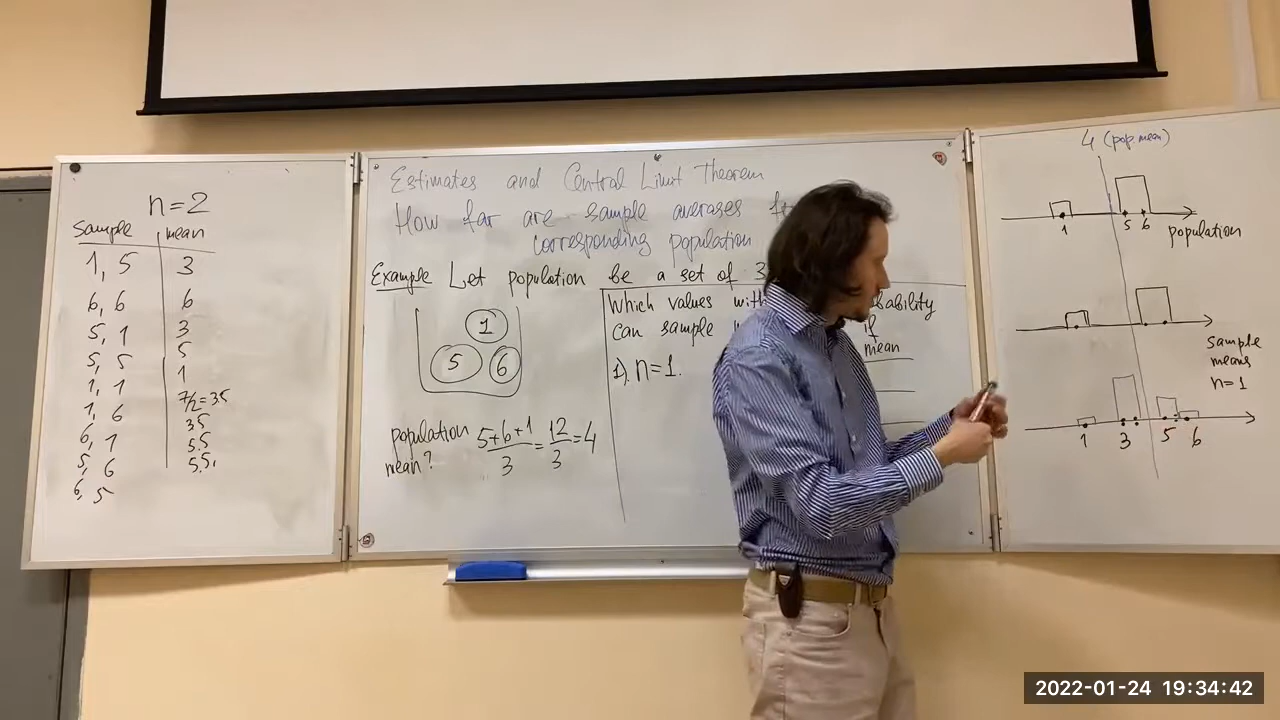 n=2
Sample mean
1, 5 3
6, 6 6
5, 1 3
5, 5 5
1, 1 1
1, 6 7/2=3.5
6, 1 3.5
5, 6 5.5
6, 5 5.5
Estimates and Central Limit Theorem
How far are sample averages
corresponding population
Example Let population be a set of 3
1
5 6
population mean? 5+6+1/3=12/3=4
Which values with
can sample if
mean
1). n=1.
4 (pop mean)
1 5 6
population
sample
means
n=1
1 3 5 6
2022-01-24 19:34:42